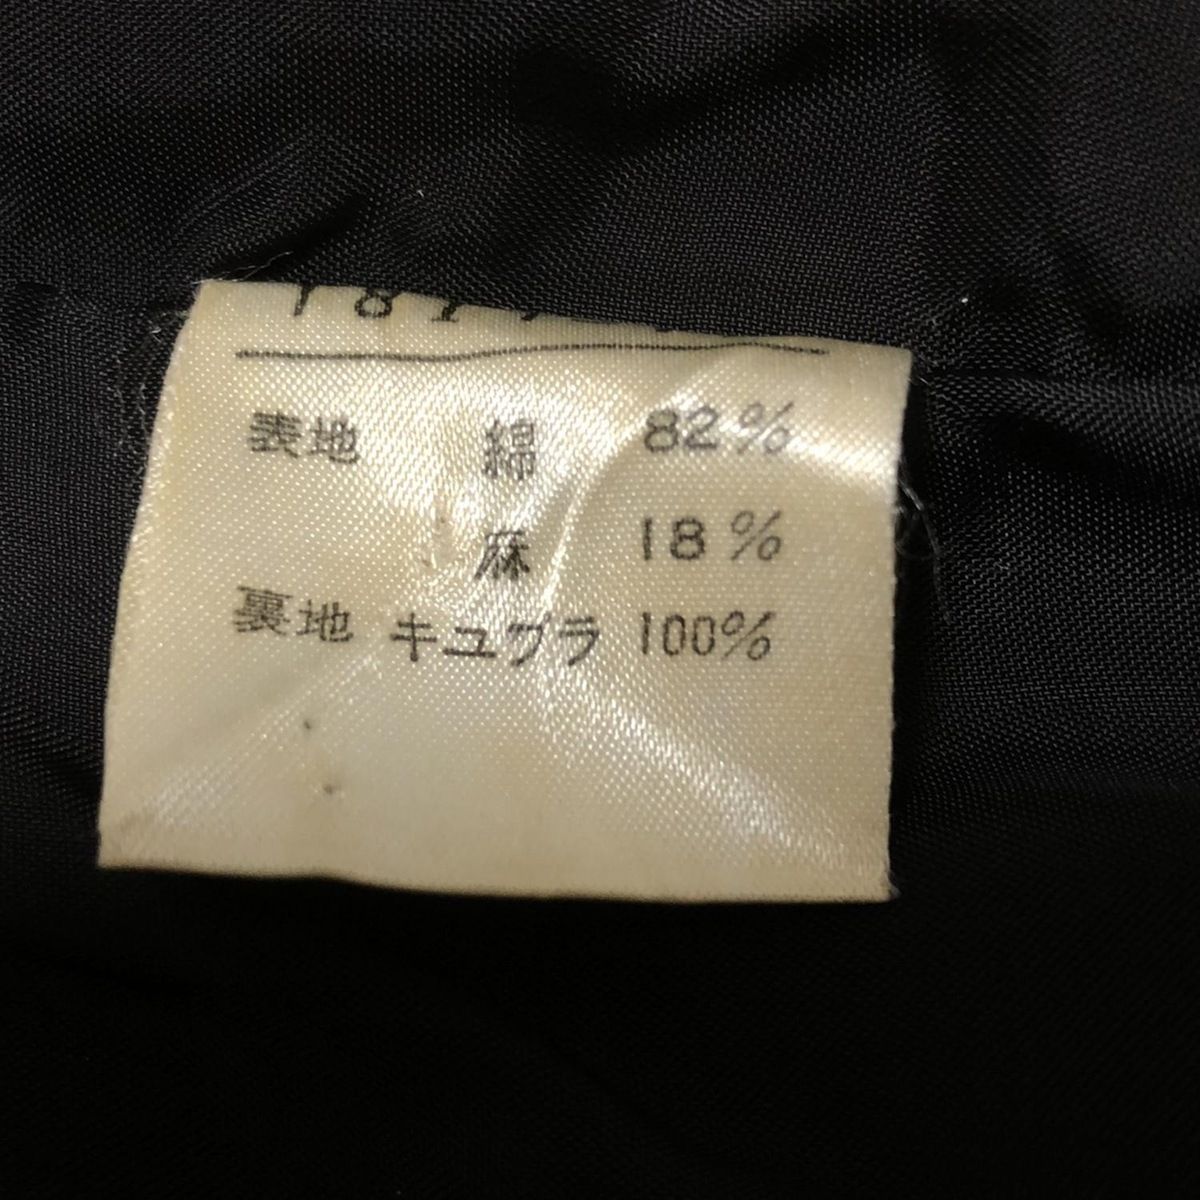 表地 綿 82%
麻 18%
裏地 キュプラ 100%